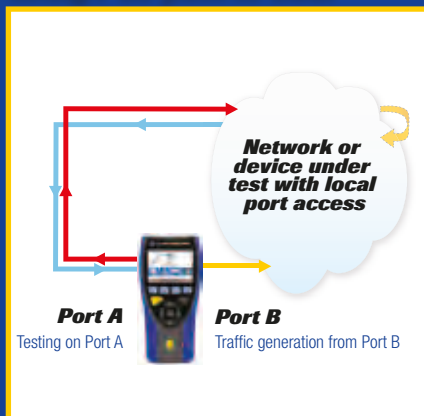 Network or
device under
test with local
port access
Port A
Port B
Testing on Port A
Traffic generation from Port B